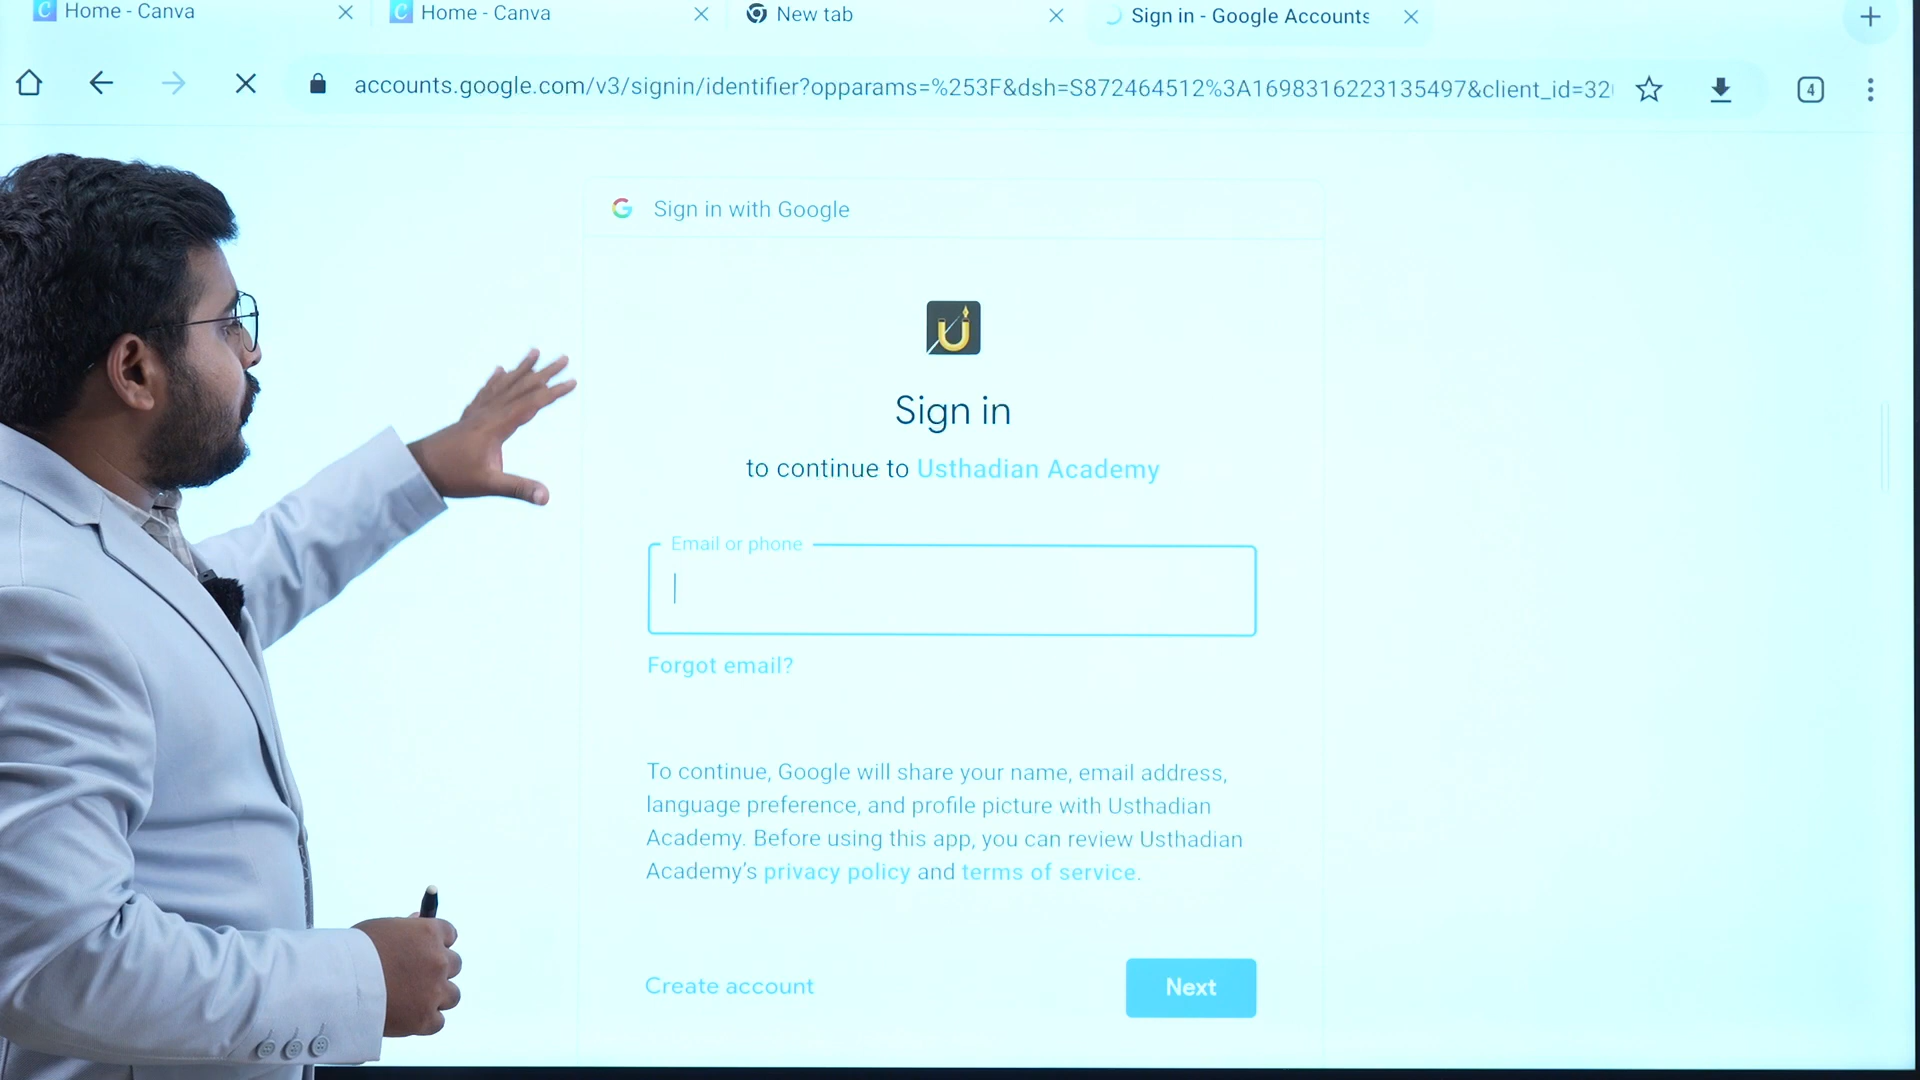 Home - Canva
Home - Canva
New tab
Sign in - Google Accounts
accounts.google.com/v3/signin/identifier?opparams=%253F&dsh=S872464512%3A1698316223135497&client_id=32
4
Sign in with Google
Sign in
to continue to Usthadian Academy
Email or phone
Forgot email?
To continue, Google will share your name, email address,
language preference, and profile picture with Usthadian
Academy. Before using this app, you can review Usthadian
Academy's privacy policy and terms of service.
Create account
Next